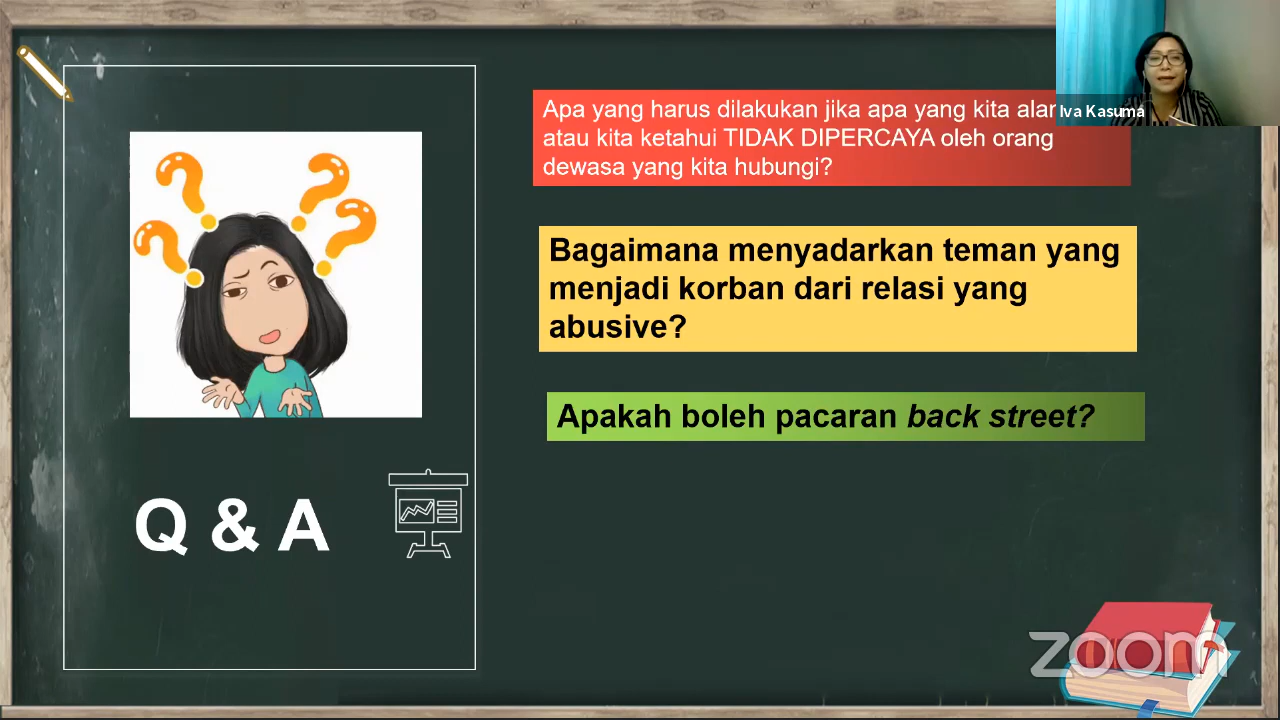 Apa yang harus dilakukan jika apa yang kita
atau kita ketahui TIDAK DIPERCAYA oleh orang
dewasa yang kita hubungi?
Iva Kasuma
Bagaimana menyadarkan teman yang
menjadi korban dari relasi yang
abusive?
Apakah boleh pacaran back street?
Q & A
zoom